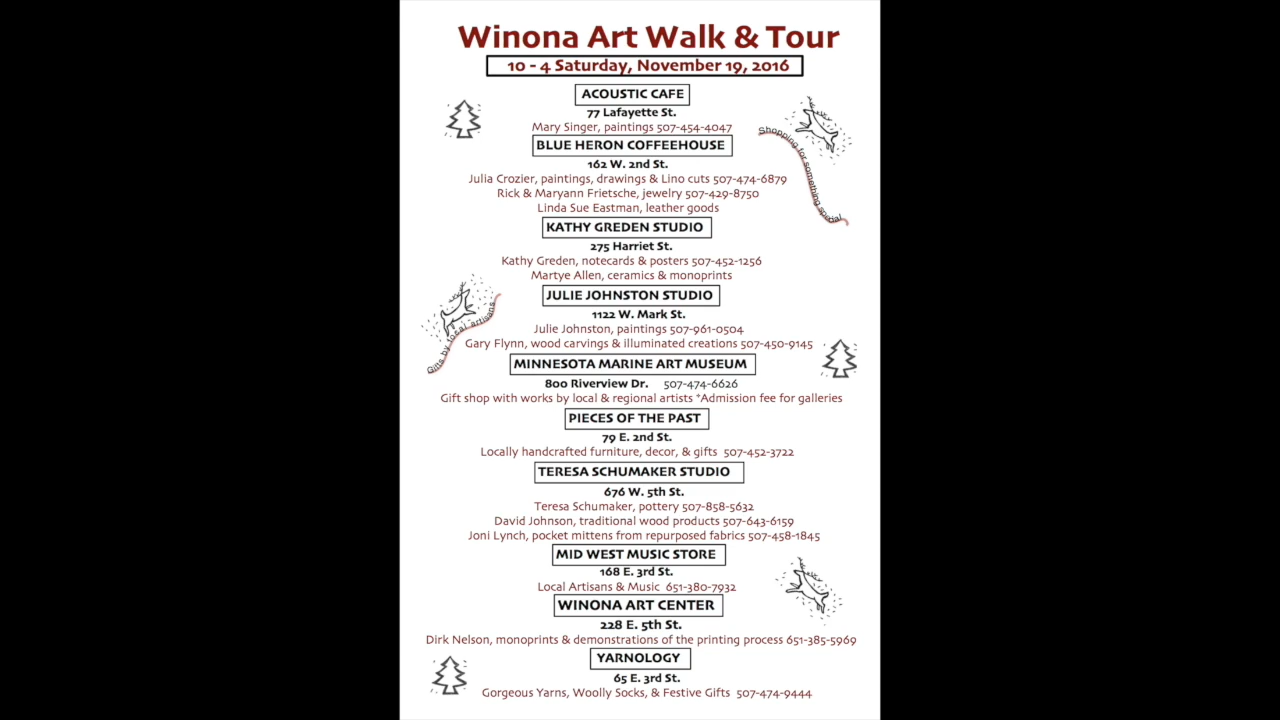 Winona Art Walk & Tour
10 - 4 Saturday, November 19, 2016
ACOUSTIC CAFE
77 Lafayette St.
Mary Singer, paintings 507-454-4047
Shopping for something special
BLUE HERON COFFEEHOUSE
162 W. 2nd St.
Julia Crozier, paintings, drawings & Lino cuts 507-474-6879
Rick & Maryann Frietsche, jewelry 507-429-8750
Linda Sue Eastman, leather goods
KATHY GREDEN STUDIO
275 Harriet St.
Kathy Greden, notecards & posters 507-452-1256
Martye Allen, ceramics & monoprints
Gifts by local artisans
JULIE JOHNSTON STUDIO
1122 W. Mark St.
Julie Johnston, paintings 507-961-0504
Gary Flynn, wood carvings & illuminated creations 507-450-9145
MINNESOTA MARINE ART MUSEUM
800 Riverview Dr. 507-474-6626
Gift shop with works by local & regional artists *Admission fee for galleries
PIECES OF THE PAST
79 E. 2nd St.
Locally handcrafted furniture, decor, & gifts 507-452-3722
TERESA SCHUMAKER STUDIO
676 W. 5th St.
Teresa Schumaker, pottery 507-858-5632
David Johnson, traditional wood products 507-643-6159
Joni Lynch, pocket mittens from repurposed fabrics 507-458-1845
MID WEST MUSIC STORE
168 E. 3rd St.
Local Artisans & Music 651-380-7932
WINONA ART CENTER
228 E. 5th St.
Dirk Nelson, monoprints & demonstrations of the printing process 651-385-5969
YARNOLOGY
65 E. 3rd St.
Gorgeous Yarns, Woolly Socks, & Festive Gifts 507-474-9444